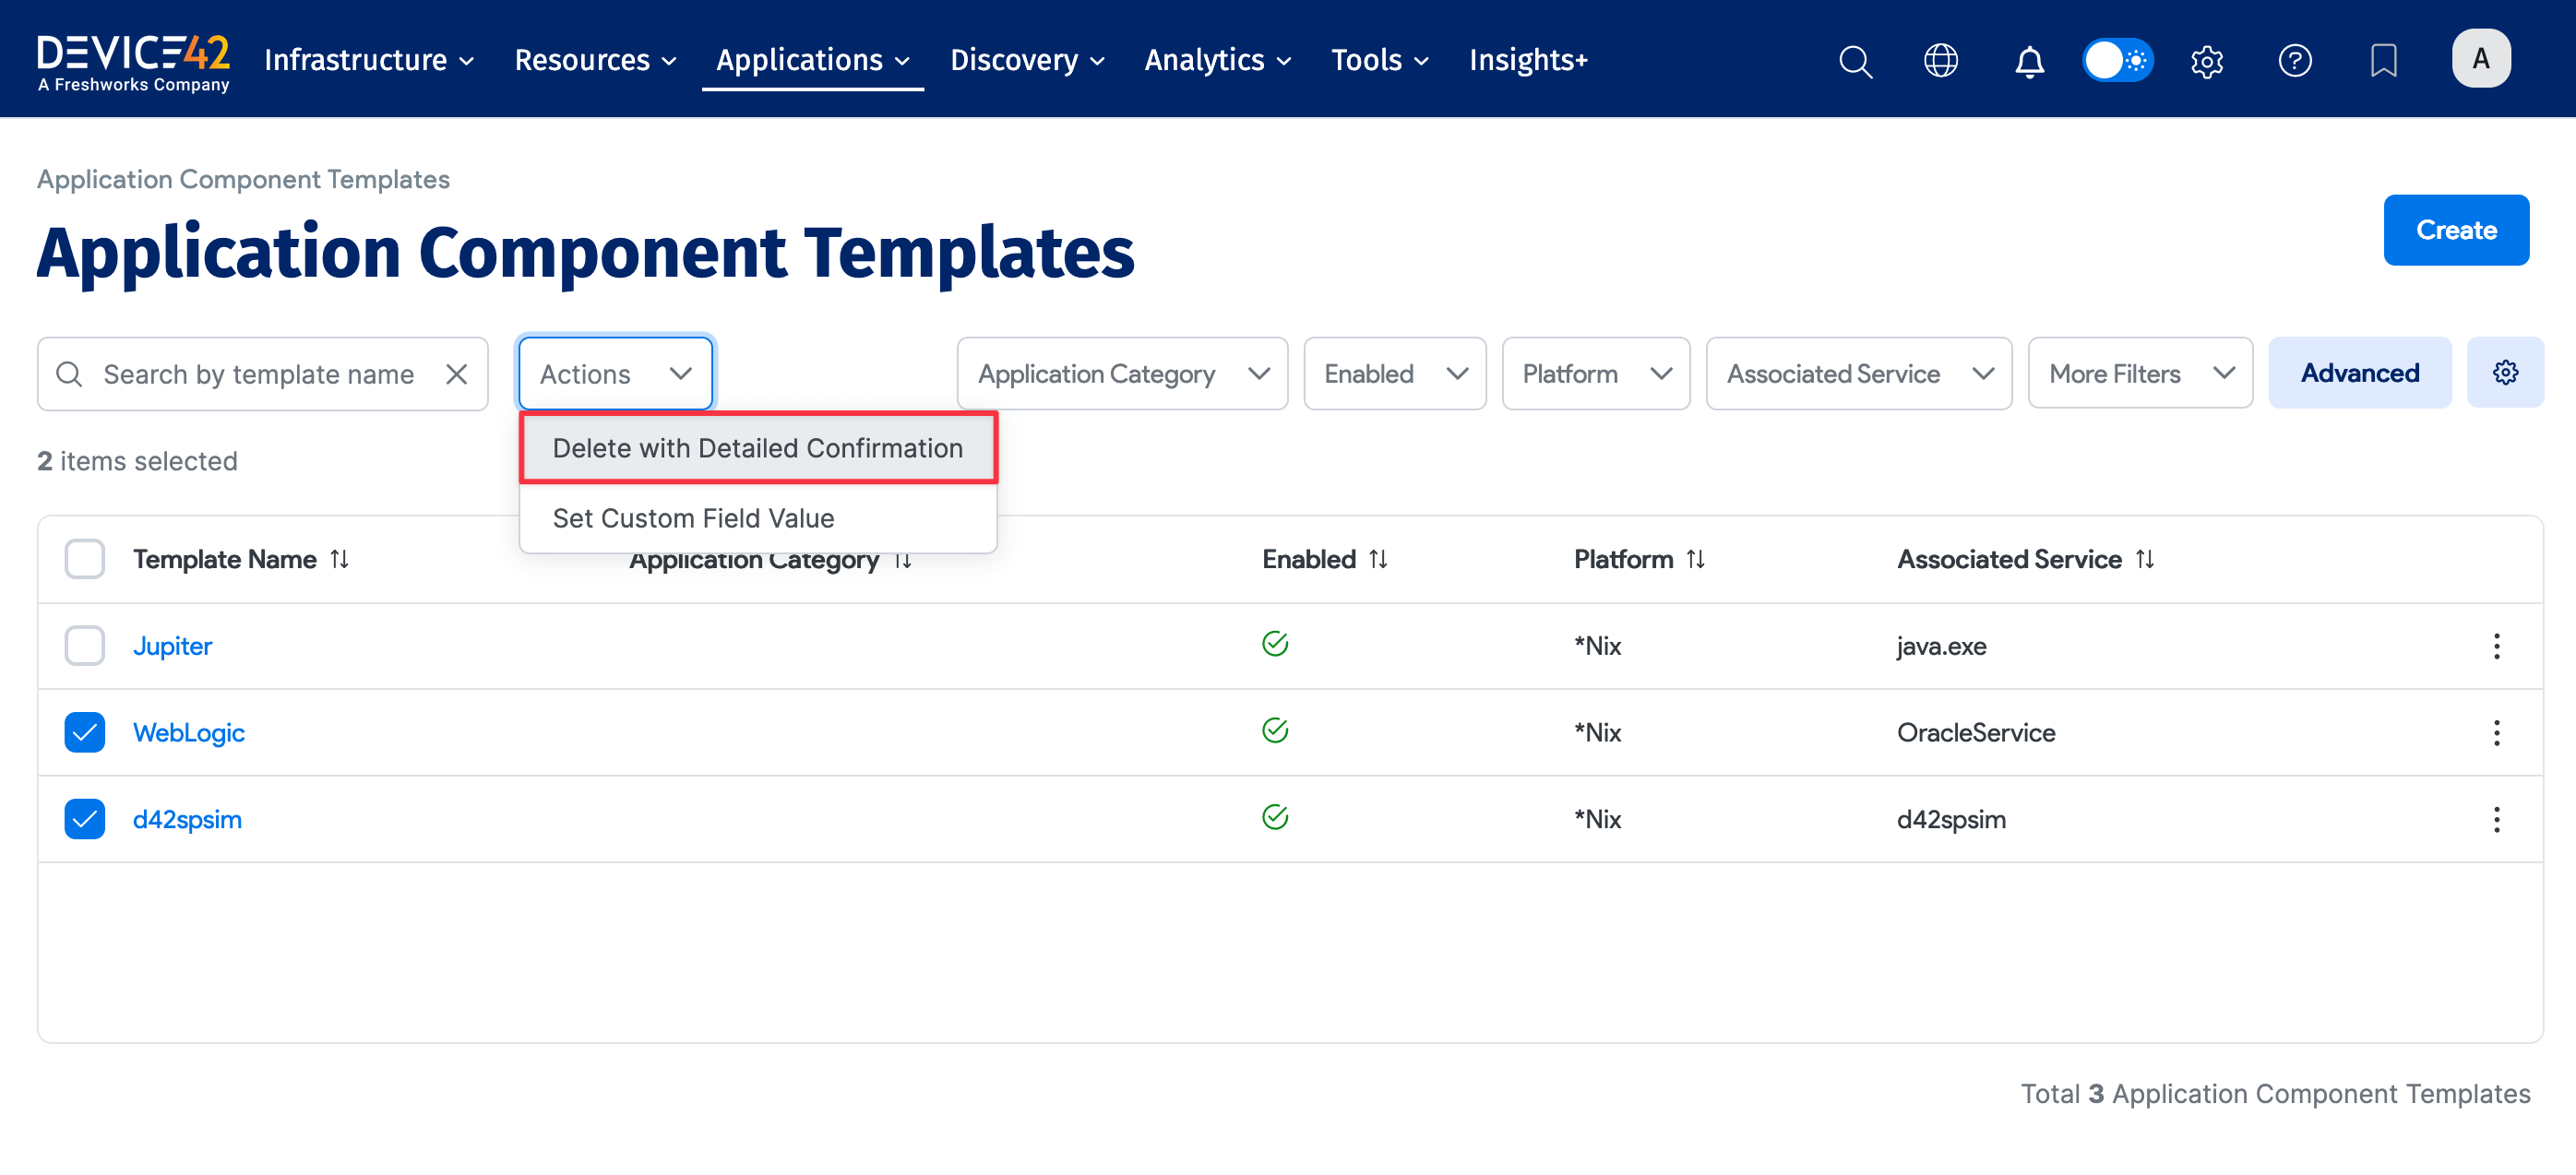 DEVICE42
A Freshworks Company
Infrastructure Resources Applications Discovery Analytics Tools Insights+
A
Application Component Templates
Application Component Templates
Create
Search by template name
Actions
Application Category
Enabled
Platform
Associated Service
More Filters
Advanced
Delete with Detailed Confirmation
Set Custom Field Value
2 items selected
Template Name Application Category Enabled Platform Associated Service
Jupiter *Nix java.exe
WebLogic *Nix OracleService
d42spsim *Nix d42spsim
Total 3 Application Component Templates